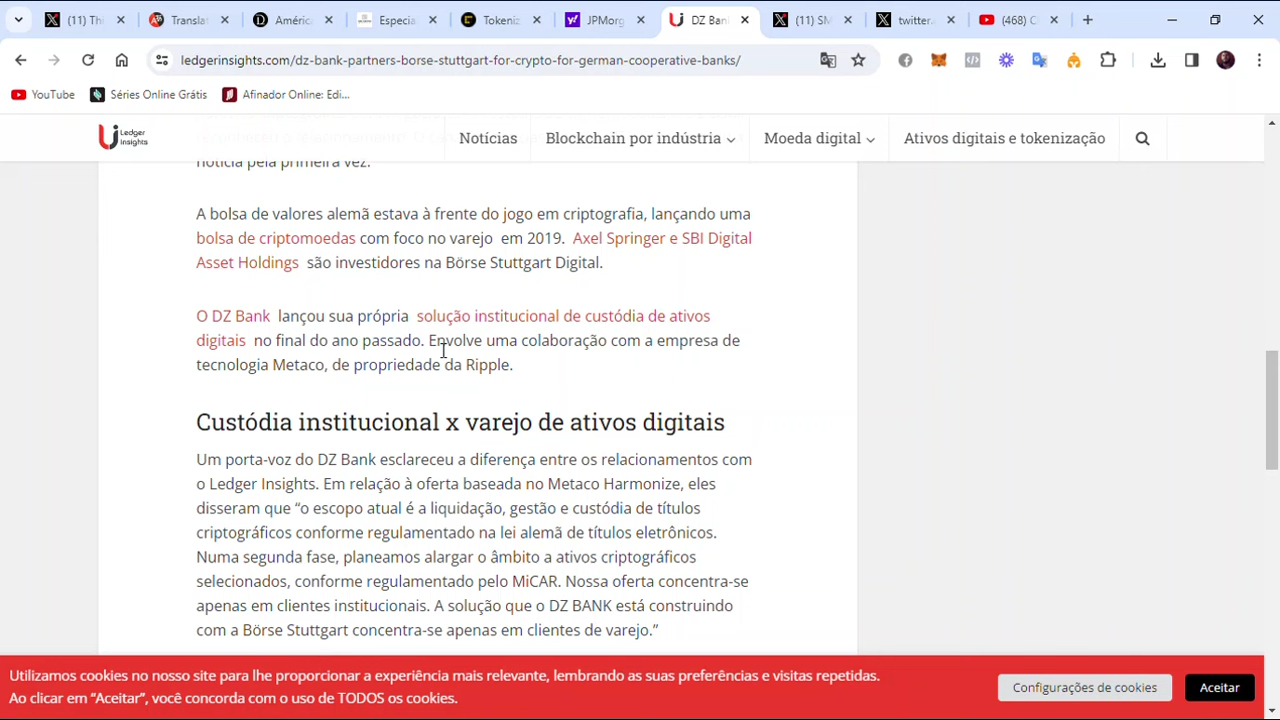 (11) Thi
Translat
Améric
Especia
Tokeniz
JPMorg
DZ Ban
(11) SM
twitter.
(468) C
ledgerinsights.com/dz-bank-partners-borse-stuttgart-for-crypto-for-german-cooperative-banks/
YouTube
Séries Online Grátis
Afinador Online: Edi...
Ledger
Insights
Notícias
Blockchain por indústria
Moeda digital
Ativos digitais e tokenização
notícia pela primeira vez.
A bolsa de valores alemã estava à frente do jogo em criptografia, lançando uma
bolsa de criptomoedas com foco no varejo em 2019. Axel Springer e SBI Digital
Asset Holdings são investidores na Börse Stuttgart Digital.
O DZ Bank lançou sua própria solução institucional de custódia de ativos
digitais no final do ano passado. Envolve uma colaboração com a empresa de
tecnologia Metaco, de propriedade da Ripple.
Custódia institucional x varejo de ativos digitais
Um porta-voz do DZ Bank esclareceu a diferença entre os relacionamentos com
o Ledger Insights. Em relação à oferta baseada no Metaco Harmonize, eles
disseram que “o escopo atual é a liquidação, gestão e custódia de títulos
criptográficos conforme regulamentado na lei alemã de títulos eletrônicos.
Numa segunda fase, planeamos alargar o âmbito a ativos criptográficos
selecionados, conforme regulamentado pelo MiCAR. Nossa oferta concentra-se
apenas em clientes institucionais. A solução que o DZ BANK está construindo
com a Börse Stuttgart concentra-se apenas em clientes de varejo.”
Utilizamos cookies no nosso site para lhe proporcionar a experiência mais relevante, lembrando as suas preferências e visitas repetidas.
Ao clicar em “Aceitar”, você concorda com o uso de TODOS os cookies.
Configurações de cookies
Aceitar